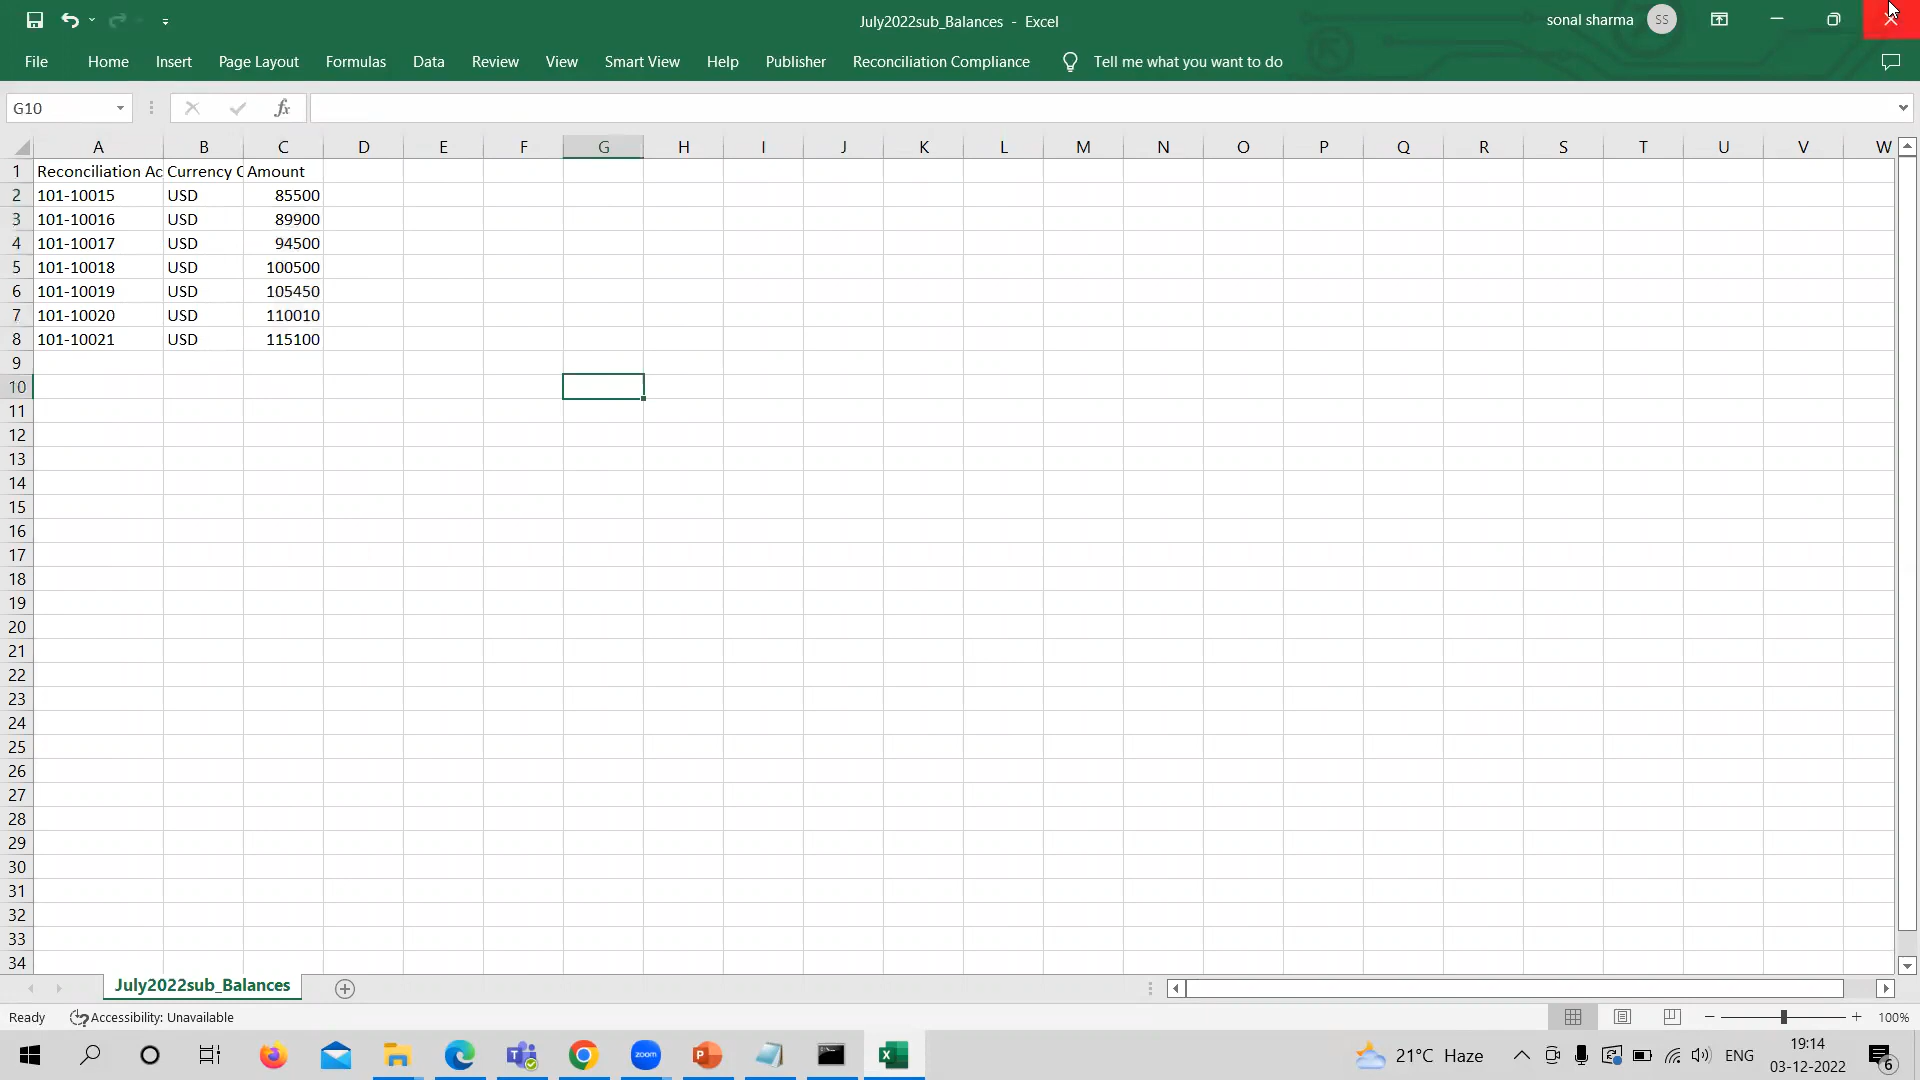 July2022sub_Balances - Excel
sonal sharma SS
File Home Insert Page Layout Formulas Data Review View Smart View Help Publisher Reconciliation Compliance Tell me what you want to do
G10 fx
A B C D E F G H I J K L M N O P Q R S T U V W
1 Reconciliation Ac Currency C Amount
2 101-10015 USD 85500
3 101-10016 USD 89900
4 101-10017 USD 94500
5 101-10018 USD 100500
6 101-10019 USD 105450
7 101-10020 USD 110010
8 101-10021 USD 115100
9
10
11
12
13
14
15
16
17
18
19
20
21
22
23
24
25
26
27
28
29
30
31
32
33
34
July2022sub_Balances
Ready Accessibility: Unavailable 100%
zoom 21°C Haze ENG 19:14
03-12-2022 6